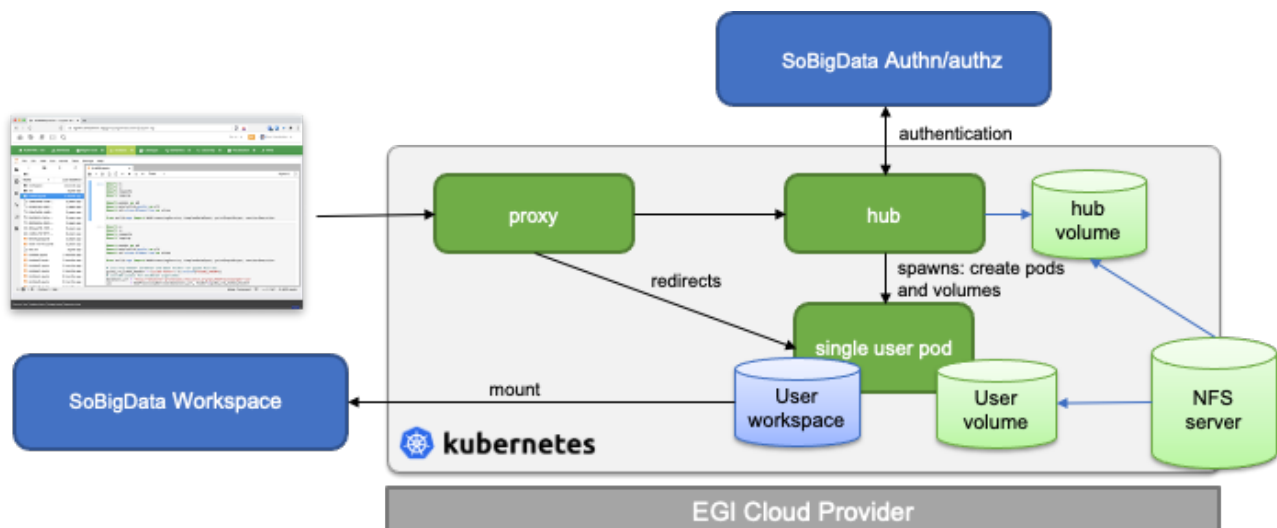 SoBigData Authn/authz
authentication
proxy
hub
hub
volume
redirects
spawns: create pods
and volumes
single user pod
SoBigData Workspace
mount
User
workspace
User
volume
NFS
server
kubernetes
EGI Cloud Provider